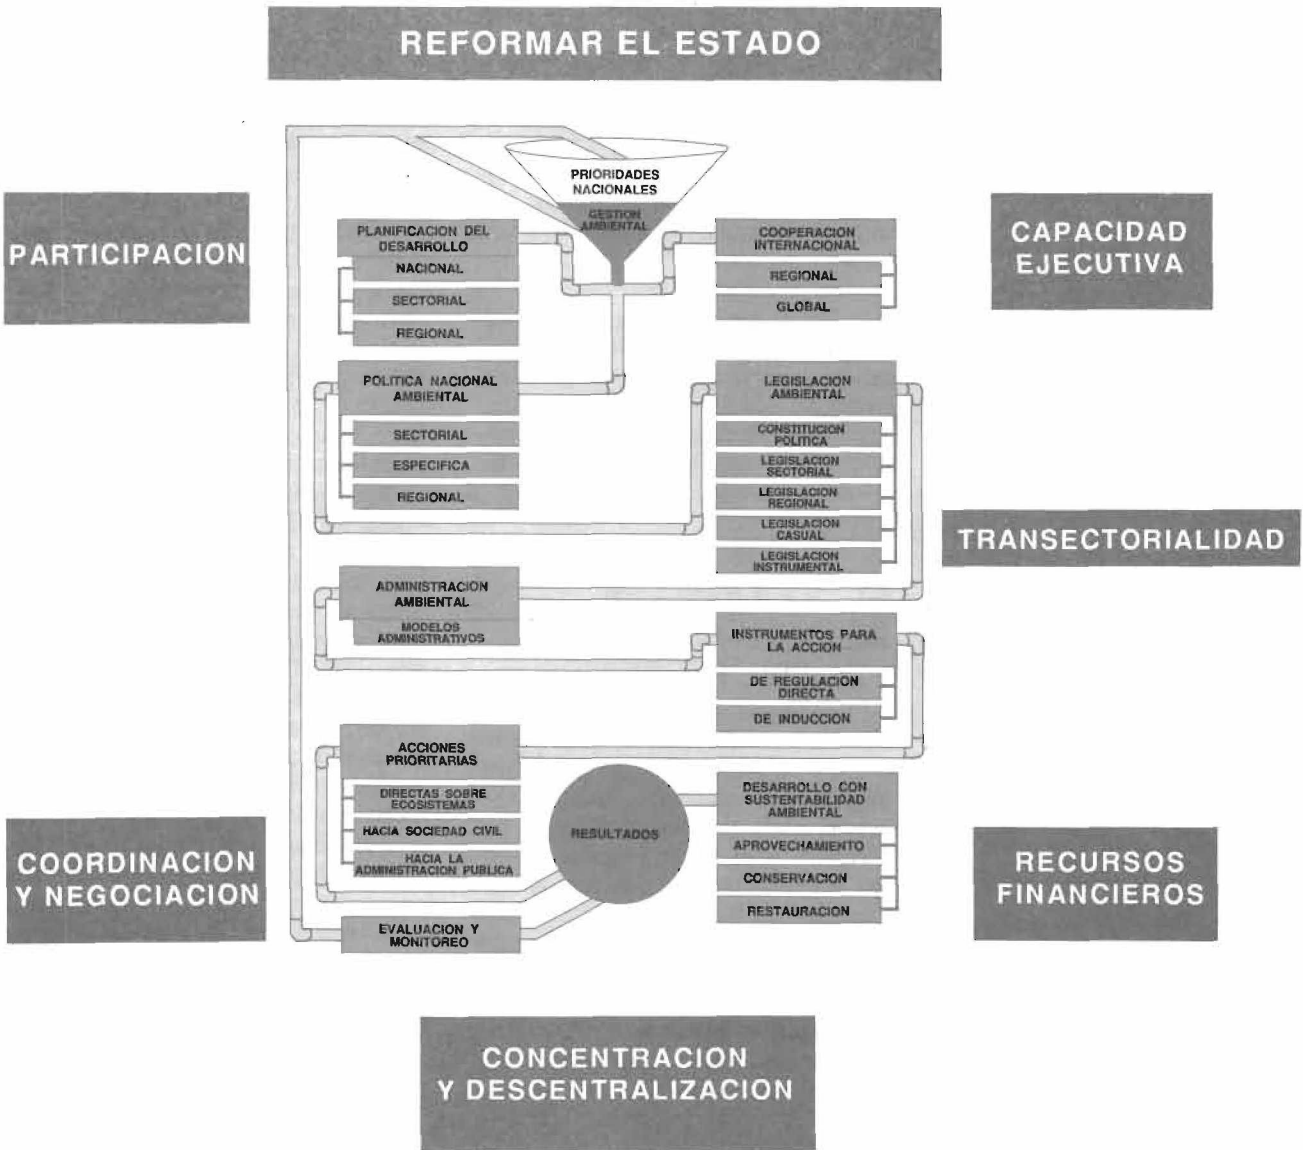 REFORMAR EL ESTADO
PARTICIPACION
CAPACIDAD
EJECUTIVA
PRIORIDADES
NACIONALES
GESTION
AMBIENTAL
PLANIFICACION DEL
DESARROLLO
NACIONAL
SECTORIAL
REGIONAL
COOPERACION
INTERNACIONAL
REGIONAL
GLOBAL
POLITICA NACIONAL
AMBIENTAL
SECTORIAL
ESPECIFICA
REGIONAL
LEGISLACION
AMBIENTAL
CONSTITUCION
POLITICA
LEGISLACION
SECTORIAL
LEGISLACION
REGIONAL
LEGISLACION
CASUAL
LEGISLACION
INSTRUMENTAL
TRANSECTORIALIDAD
ADMINISTRACION
AMBIENTAL
MODELOS
ADMINISTRATIVOS
INSTRUMENTOS PARA
LA ACCION
DE REGULACION
DIRECTA
DE INDUCCION
ACCIONES
PRIORITARIAS
DIRECTAS SOBRE
ECOSISTEMAS
HACIA SOCIEDAD CIVIL
HACIA LA
ADMINISTRACION PUBLICA
RESULTADOS
DESARROLLO CON
SUSTENTABILIDAD
AMBIENTAL
APROVECHAMIENTO
CONSERVACION
RESTAURACION
EVALUACION Y
MONITOREO
COORDINACION
Y NEGOCIACION
RECURSOS
FINANCIEROS
CONCENTRACION
Y DESCENTRALIZACION